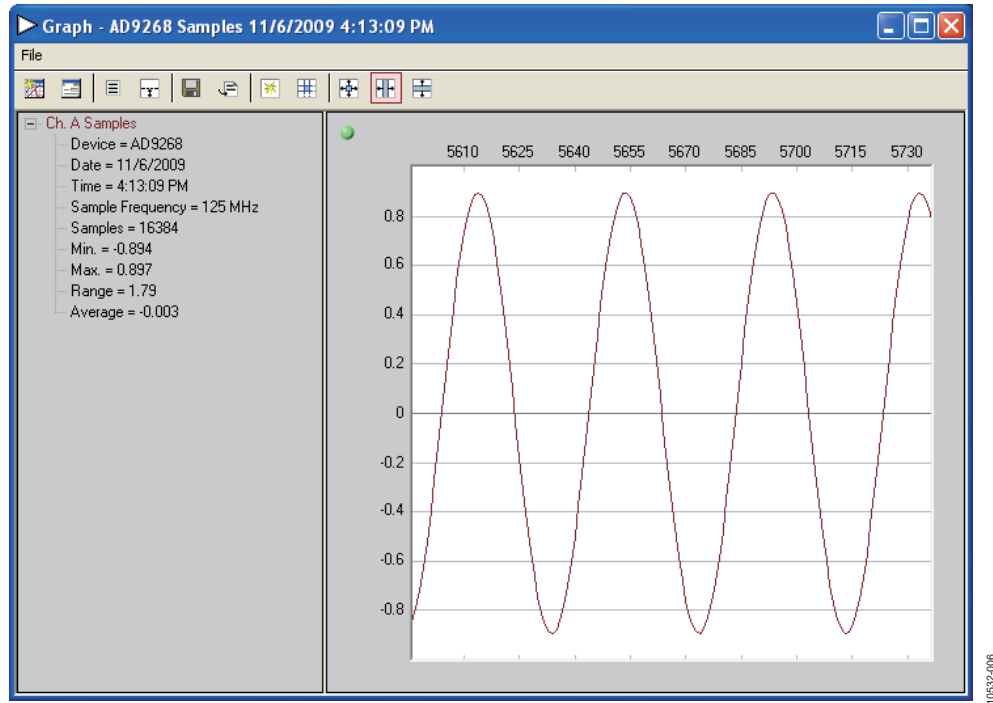 Graph - AD9268 Samples 11/6/2009 4:13:09 PM
File
Ch. A Samples
Device = AD9268
Date = 11/6/2009
Time = 4:13:09 PM
Sample Frequency = 125 MHz
Samples = 16384
Min. = -0.894
Max. = 0.897
Range = 1.79
Average = -0.003
5610 5625 5640 5655 5670 5685 5700 5715 5730
0.8
0.6
0.4
0.2
0
-0.2
-0.4
-0.6
-0.8
10532-006